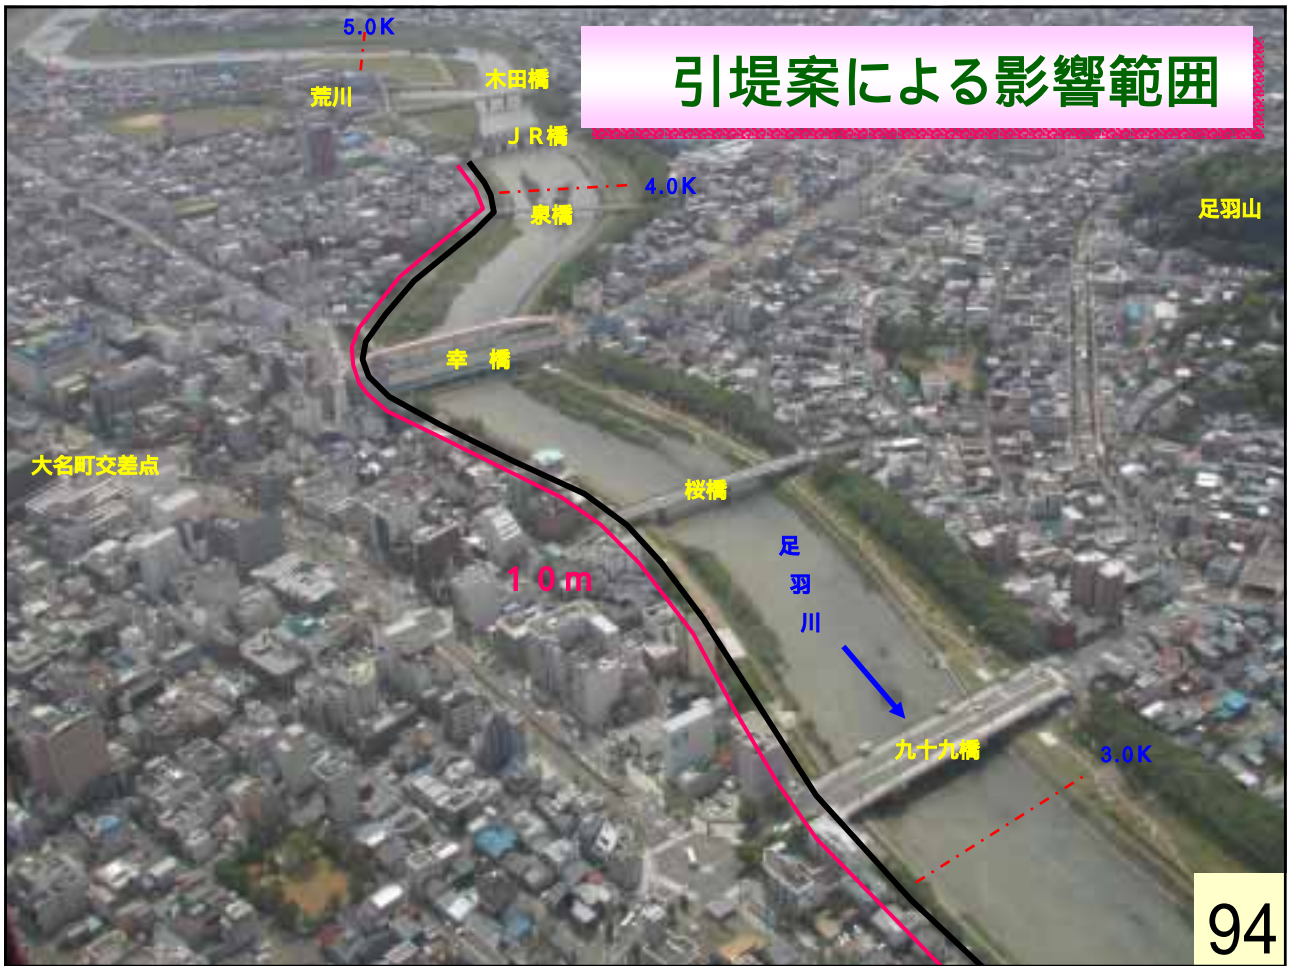 5.0K
引堤案による影響範囲
木田橋
荒川
ＪＲ橋
4.0K
足羽山
泉橋
幸　橋
大名町交差点
桜橋
足
羽
川
１０ｍ
九十九橋
3.0K
94